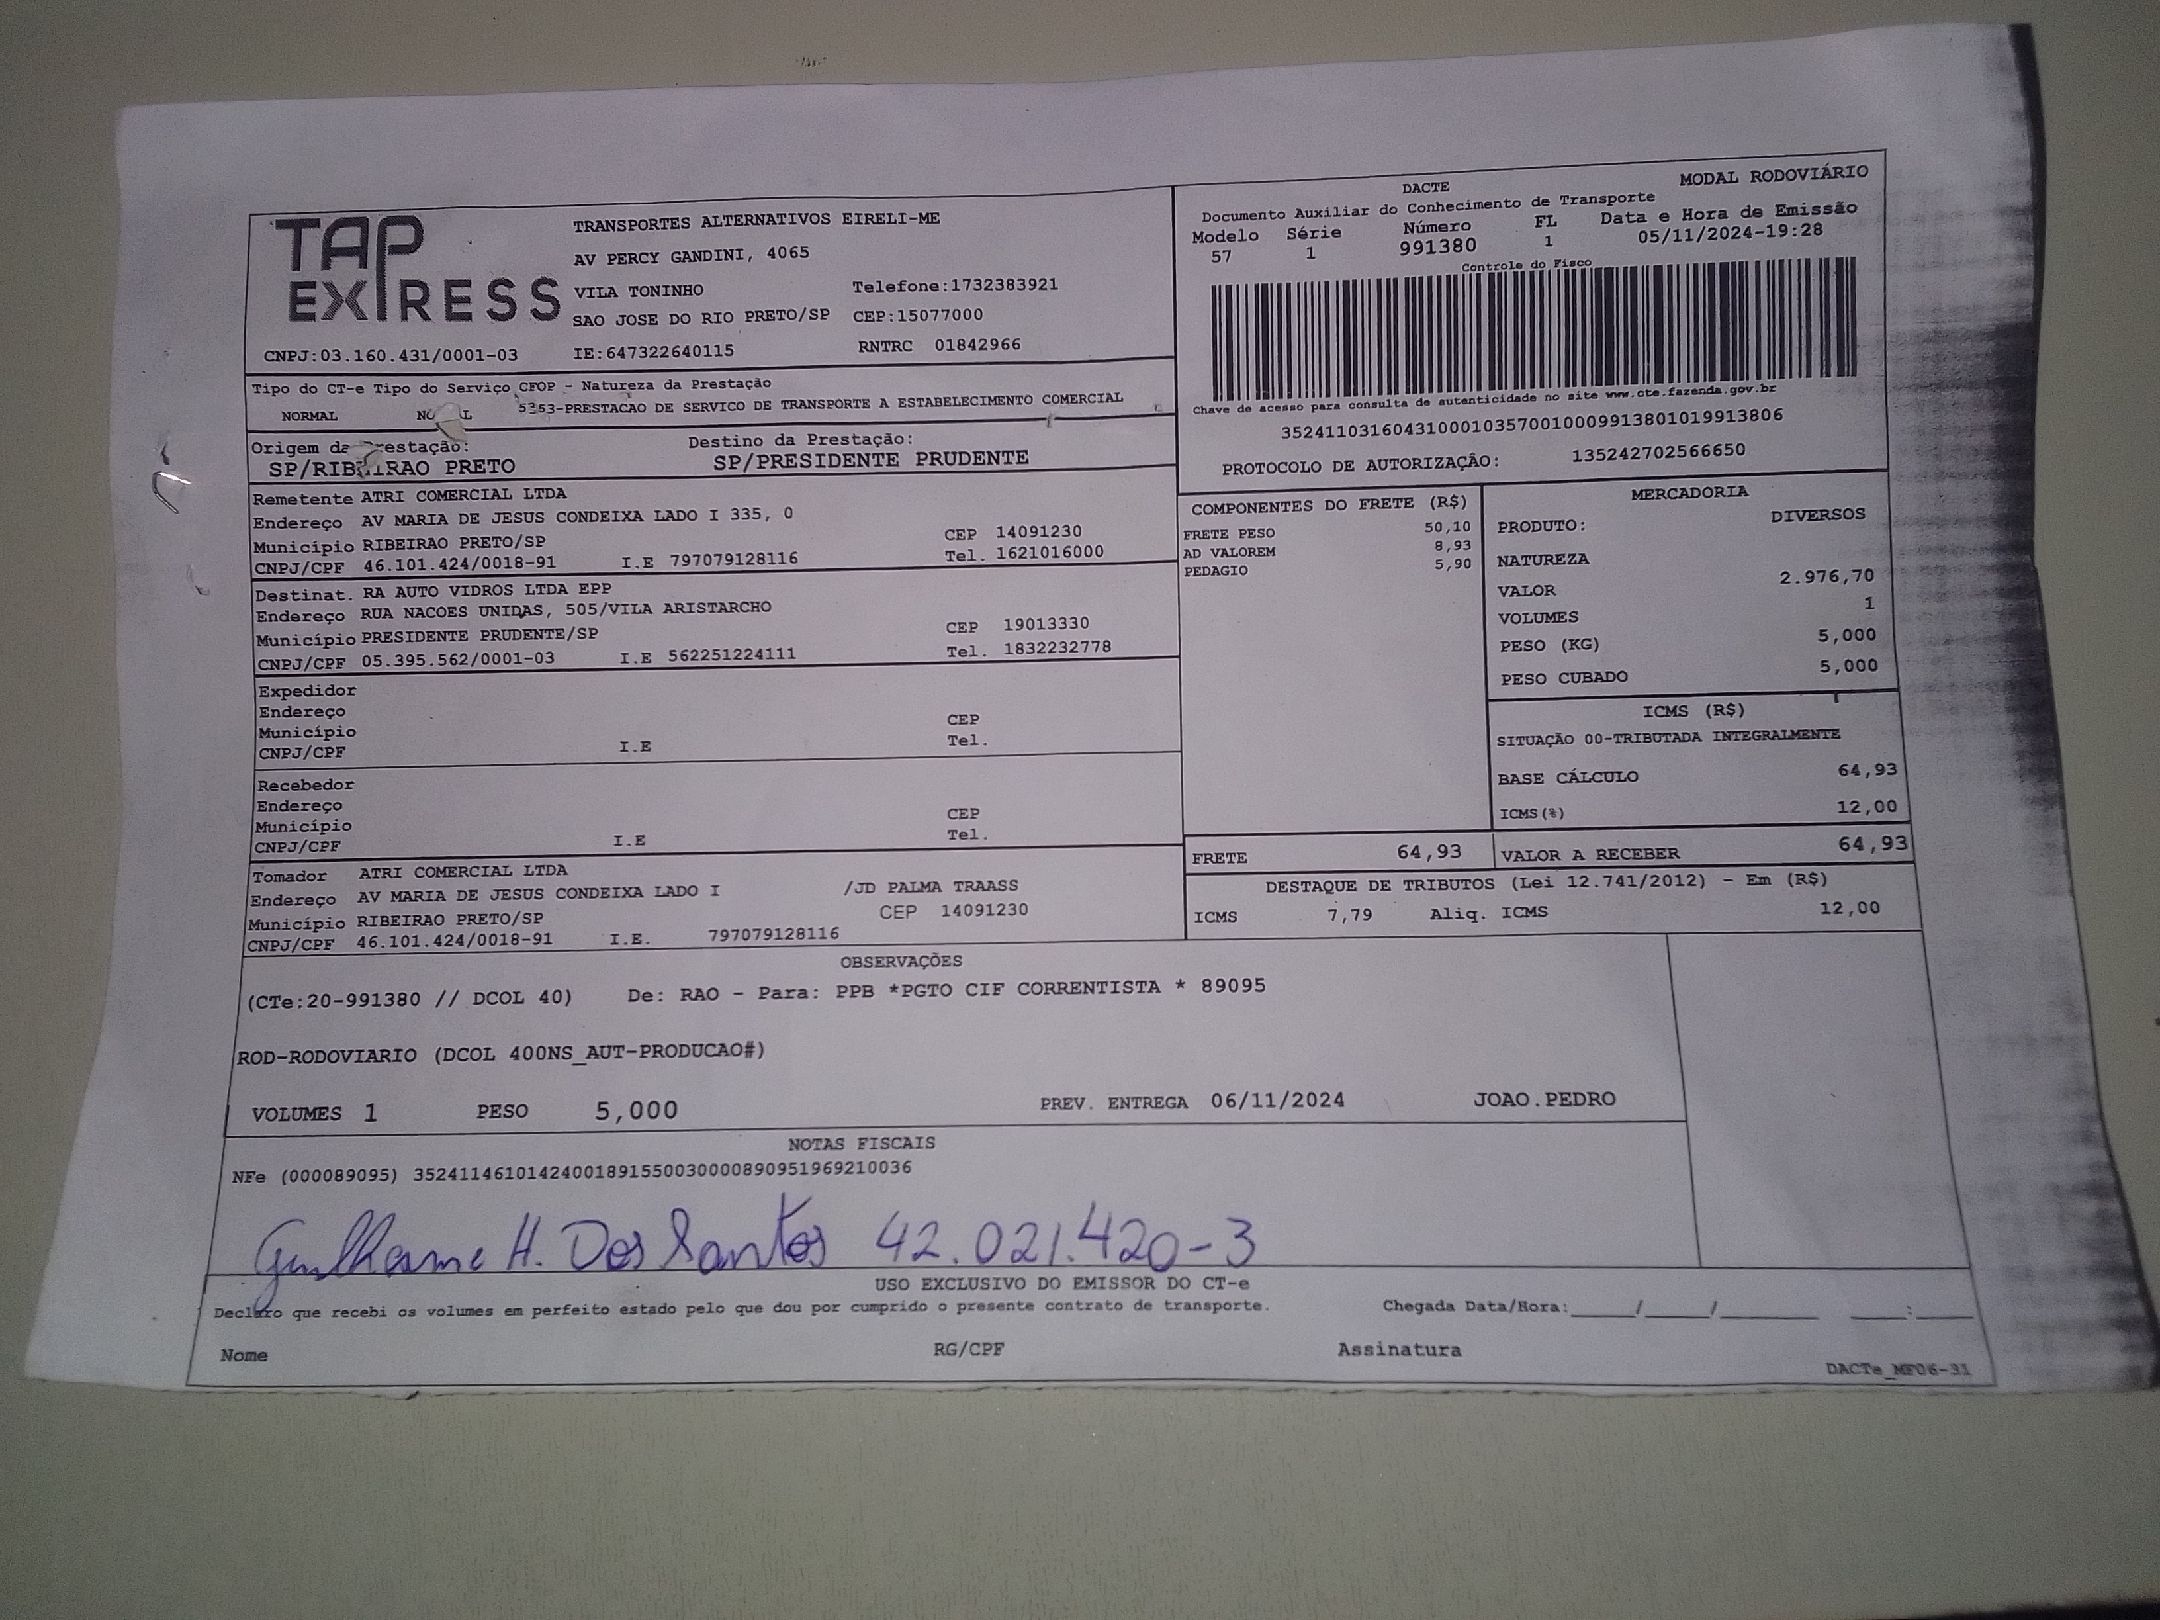 TAP EXPRESS
TRANSPORTES ALTERNATIVOS EIRELI-ME
AV PERCY GANDINI, 4065
VILA TONINHO Telefone:1732383921
SAO JOSE DO RIO PRETO/SP CEP:15077000
CNPJ:03.160.431/0001-03 IE:647322640115 RNTRC 01842966
DACTE MODAL RODOVIÁRIO
Documento Auxiliar do Conhecimento de Transporte
Modelo Série Número FL Data e Hora de Emissão
57 1 991380 1 05/11/2024-19:28
Controle do Fisco
Chave de acesso para consulta de autenticidade no site www.cte.fazenda.gov.br
35241103160431000103570010009913801019913806
PROTOCOLO DE AUTORIZAÇÂO: 135242702566650
Tipo do CT-e Tipo do Serviço CFOP - Natureza da Prestação
NORMAL 5353-PRESTACAO DE SERVICO DE TRANSPORTE A ESTABELECIMENTO COMERCIAL
Origem da Prestação: Destino da Prestação:
SP/RIBEIRAO PRETO SP/PRESIDENTE PRUDENTE
Remetente ATRI COMERCIAL LTDA
Endereço AV MARIA DE JESUS CONDEIXA LADO I 335, 0
Município RIBEIRAO PRETO/SP CEP 14091230
CNPJ/CPF 46.101.424/0018-91 I.E 797079128116 Tel. 1621016000
Destinat. RA AUTO VIDROS LTDA EPP
Endereço RUA NACOES UNIDAS, 505/VILA ARISTARCHO
Município PRESIDENTE PRUDENTE/SP CEP 19013330
CNPJ/CPF 05.395.562/0001-03 I.E 562251224111 Tel. 1832232778
Expedidor
Endereço
Município CEP
CNPJ/CPF I.E Tel.
Recebedor
Endereço
Município CEP
CNPJ/CPF I.E Tel.
Tomador ATRI COMERCIAL LTDA
Endereço AV MARIA DE JESUS CONDEIXA LADO I /JD PALMA TRAASS
Município RIBEIRAO PRETO/SP CEP 14091230
CNPJ/CPF 46.101.424/0018-91 I.E. 797079128116
COMPONENTES DO FRETE (R$)
FRETE PESO 50,10
AD VALOREM 8,93
PEDAGIO 5,90
MERCADORIA
PRODUTO: DIVERSOS
NATUREZA
VALOR 2.976,70
VOLUMES 1
PESO (KG) 5,000
PESO CUBADO 5,000
ICMS (R$)
SITUAÇÃO 00-TRIBUTADA INTEGRALMENTE
BASE CÁLCULO 64,93
ICMS(%) 12,00
FRETE 64,93 VALOR A RECEBER 64,93
DESTAQUE DE TRIBUTOS (Lei 12.741/2012) - Em (R$)
ICMS 7,79 Aliq. ICMS 12,00
OBSERVAÇÕES
(CTe:20-991380 // DCOL 40) De: RAO - Para: PPB *PGTO CIF CORRENTISTA * 89095
ROD-RODOVIARIO (DCOL 400NS_AUT-PRODUCAO#)
VOLUMES 1 PESO 5,000 PREV. ENTREGA 06/11/2024 JOAO.PEDRO
NOTAS FISCAIS
NFe (000089095) 35241146101424001891550030000890951969210036
Guilherme H. Dos Santos 42.021.420-3
USO EXCLUSIVO DO EMISSOR DO CT-e
Declaro que recebi os volumes em perfeito estado pelo que dou por cumprido o presente contrato de transporte. Chegada Data/Hora:____/____/______ ____:____
Nome RG/CPF Assinatura
DACTe_MF06-31